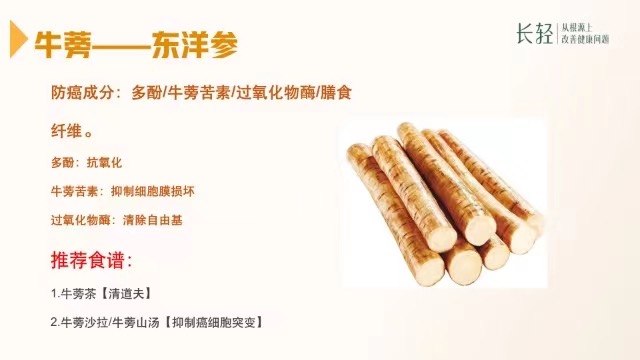 牛蒡——东洋参
长轻
从根源上
改善健康问题
防癌成分：多酚/牛蒡苦素/过氧化物酶/膳食
纤维。
多酚：抗氧化
牛蒡苦素：抑制细胞膜损坏
过氧化物酶：清除自由基
推荐食谱：
1.牛蒡茶【清道夫】
2.牛蒡沙拉/牛蒡山汤【抑制癌细胞突变】